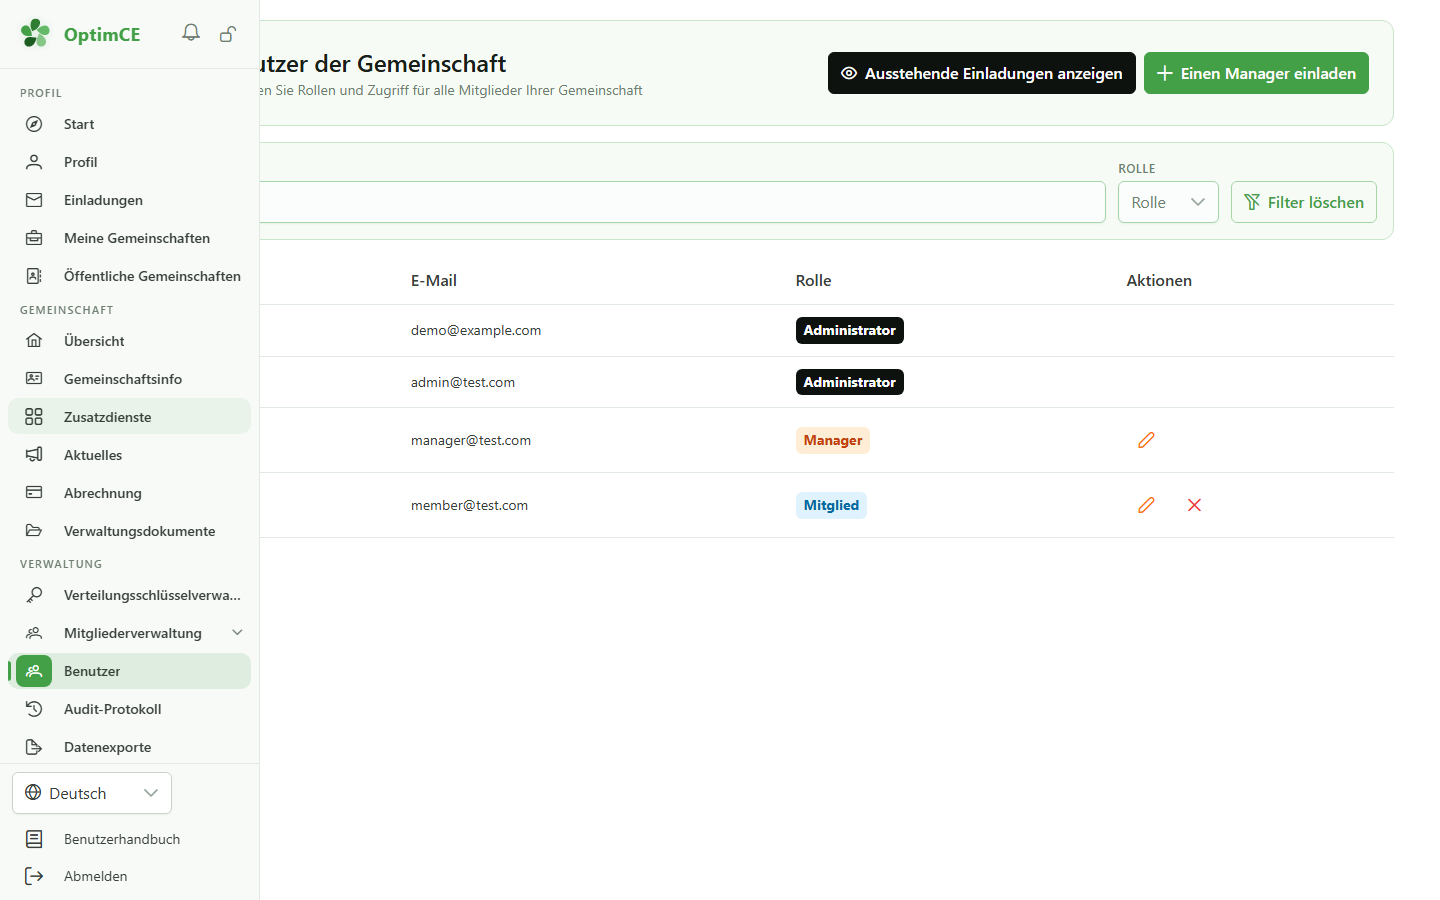 OptimCE
PROFIL
Start
Profil
Einladungen
Meine Gemeinschaften
Öffentliche Gemeinschaften
GEMEINSCHAFT
Übersicht
Gemeinschaftsinfo
Zusatzdienste
Aktuelles
Abrechnung
Verwaltungsdokumente
VERWALTUNG
Verteilungsschlüsselverwa...
Mitgliederverwaltung
Benutzer
Audit-Protokoll
Datenexporte
Deutsch
Benutzerhandbuch
Abmelden
utzer der Gemeinschaft
en Sie Rollen und Zugriff für alle Mitglieder Ihrer Gemeinschaft
Ausstehende Einladungen anzeigen
Einen Manager einladen
ROLLE
Rolle
Filter löschen
E-Mail Rolle Aktionen
demo@example.com Administrator
admin@test.com Administrator
manager@test.com Manager
member@test.com Mitglied